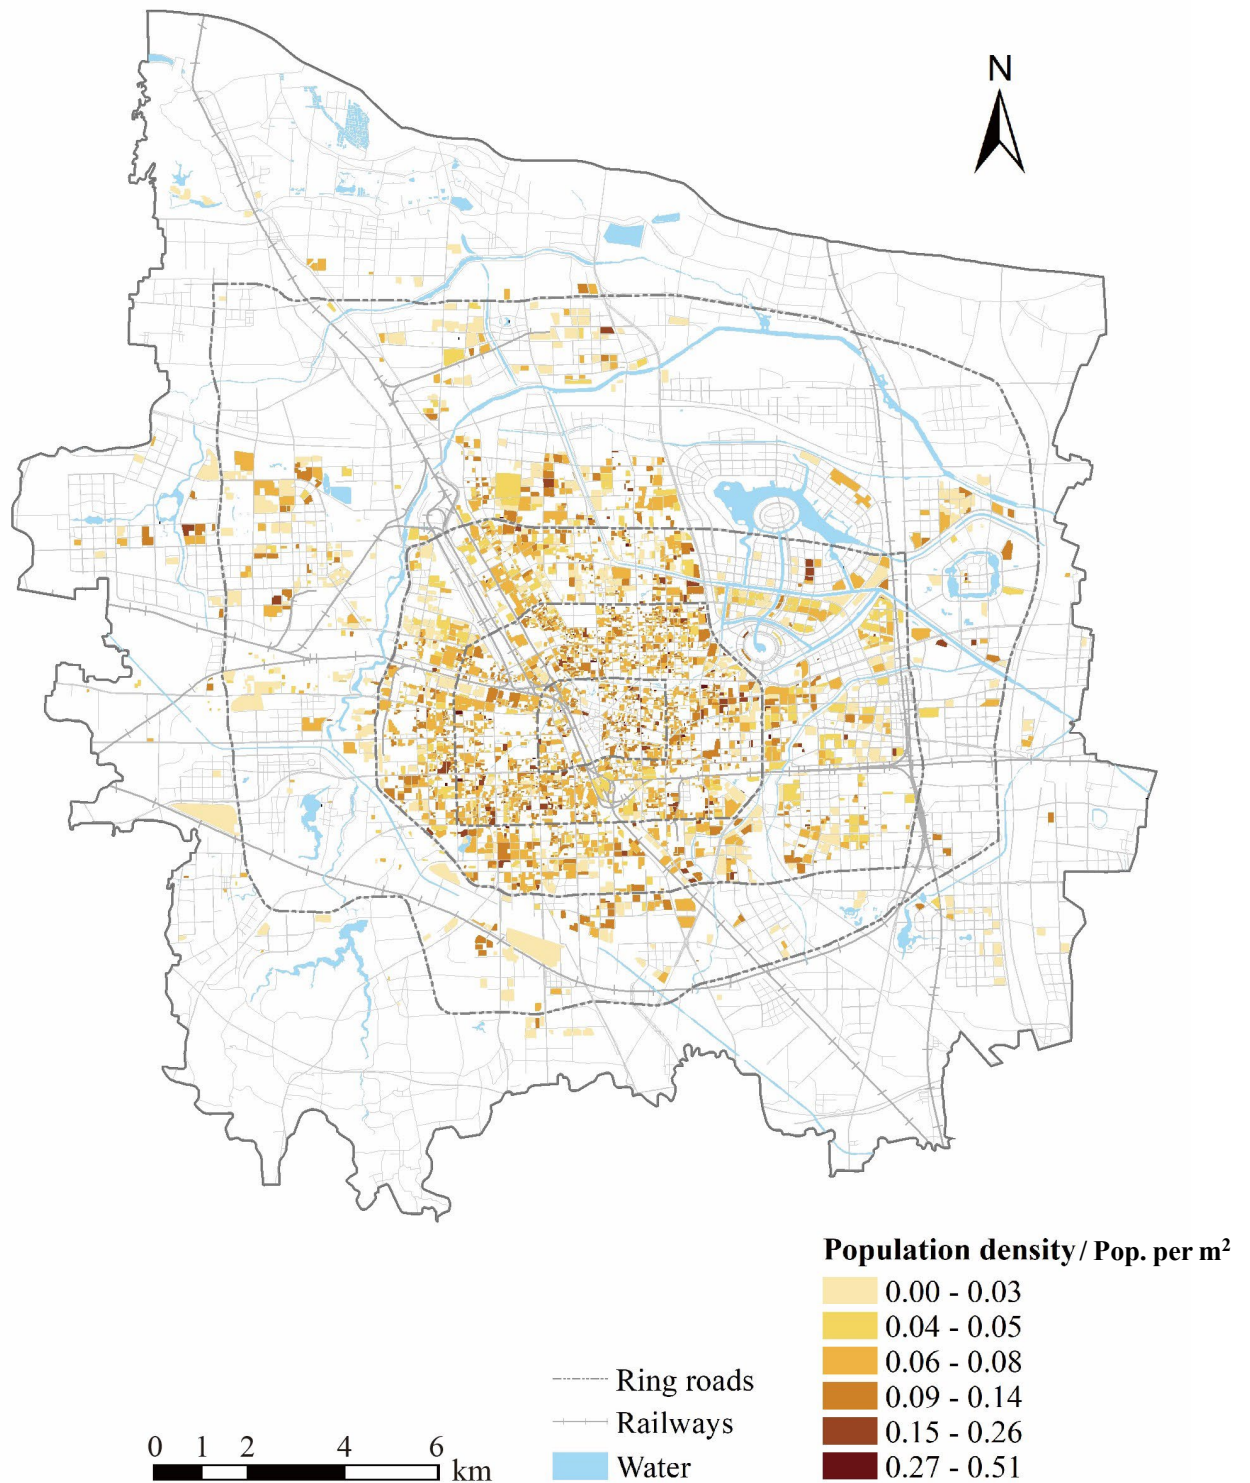 N
Population density/ Pop. per m²
0.00 - 0.03
0.04 - 0.05
0.06 - 0.08
0.09 - 0.14
0.15 - 0.26
0.27 - 0.51
Ring roads
Railways
Water
0 1 2 4 6
km